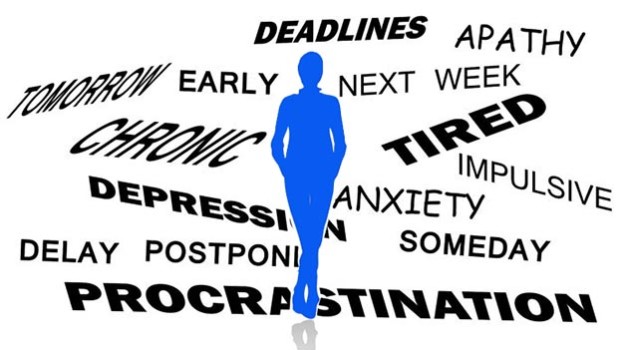 DEADLINES
APATHY
TOMORROW
EARLY
NEXT WEEK
CHRONIC
TIRED
IMPULSIVE
DEPRESSION
ANXIETY
DELAY
POSTPONE
SOMEDAY
PROCRASTINATION